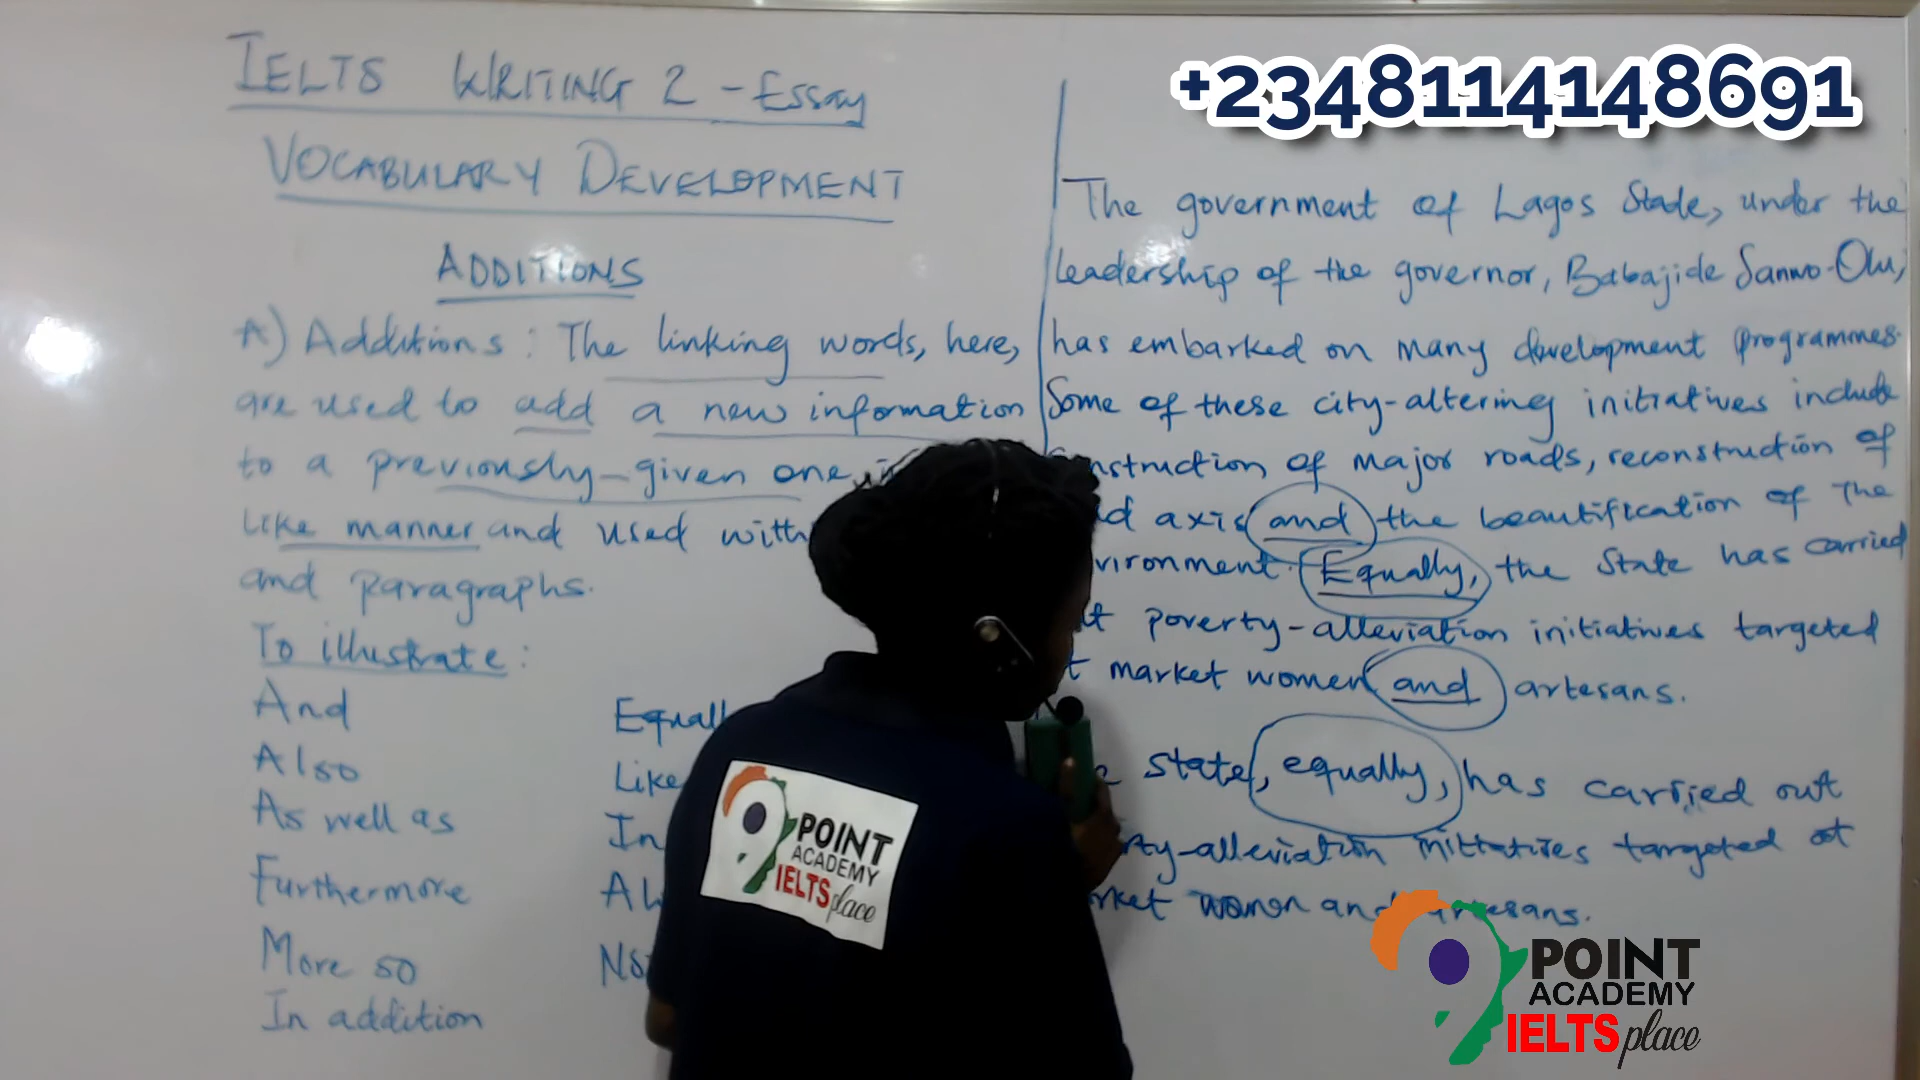 IELTS WRITING 2 - Essay
VOCABULARY DEVELOPMENT
ADDITIONS
A) Additions: The linking words, here,
are used to add a new information
to a previously-given one
like manner and used with
and paragraphs.
To illustrate:
And
Also
As well as
Furthermore
More so
In addition
+2348114148691
The government of Lagos State, under the
leadership of the governor, Babajide Sanwo-Olu,
has embarked on many development programmes.
Some of these city-altering initiatives include
of major roads, reconstruction of
axis and the beautification of the
Equally, the State has carried
poverty-alleviation initiatives targeted
market women and artesans.
state, equally, has carried out
-alleviation inittatives targeted at
women and artesans.
POINT
ACADEMY
IELTS place
9 POINT
ACADEMY
IELTS place